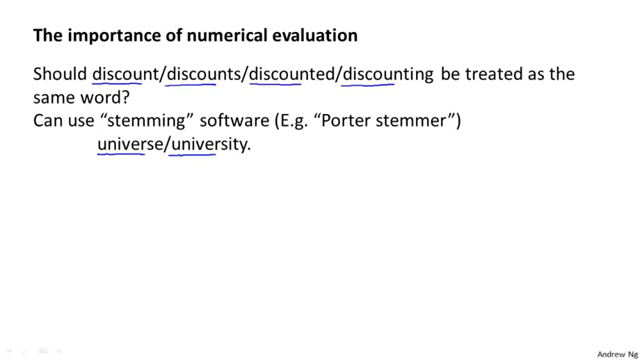 The importance of numerical evaluation
Should discount/discounts/discounted/discounting be treated as the
same word?
Can use “stemming” software (E.g. “Porter stemmer”)
universe/university.
Andrew Ng